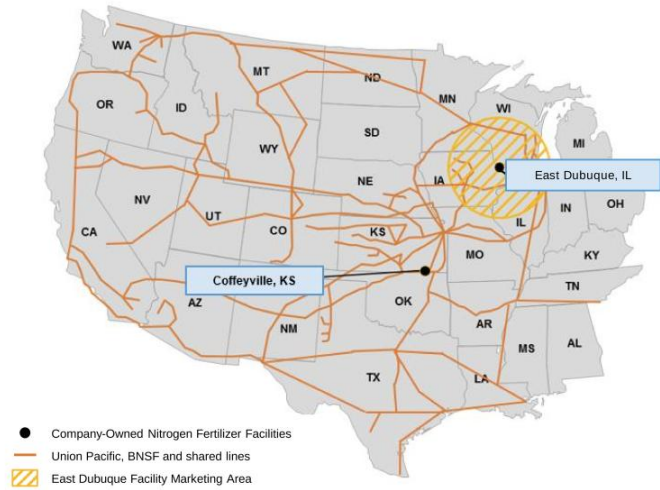 WA
MT
ND
MN
OR
ID
WI
SD
MI
WY
East Dubuque, IL
NE
IA
NV
OH
UT
IL
IN
CA
CO
KS
MO
KY
Coffeyville, KS
TN
AZ
OK
NM
AR
MS
AL
TX
LA
Company-Owned Nitrogen Fertilizer Facilities
Union Pacific, BNSF and shared lines
East Dubuque Facility Marketing Area